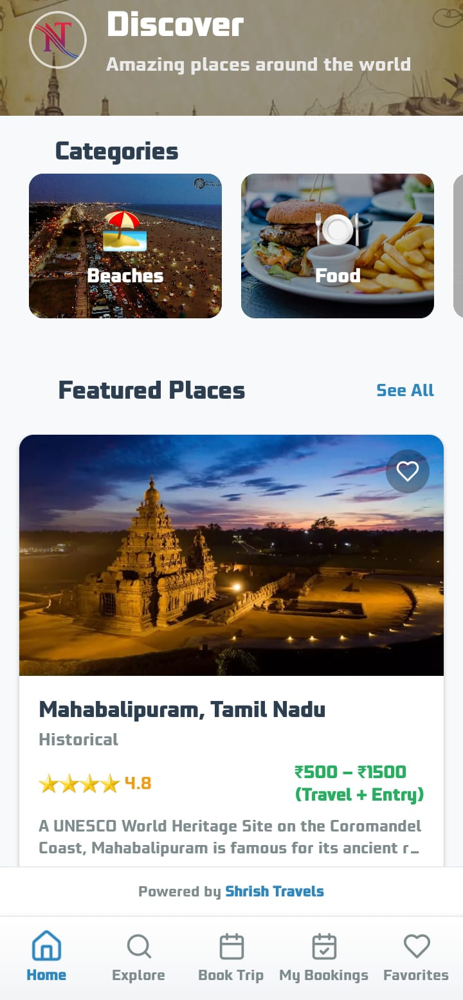 NT
Discover
Amazing places around the world
Categories
Beaches
Food
Featured Places
See All
Mahabalipuram, Tamil Nadu
Historical
4.8
₹500 – ₹1500
(Travel + Entry)
A UNESCO World Heritage Site on the Coromandel
Coast, Mahabalipuram is famous for its ancient r…
Powered by Shrish Travels
Home
Explore
Book Trip
My Bookings
Favorites